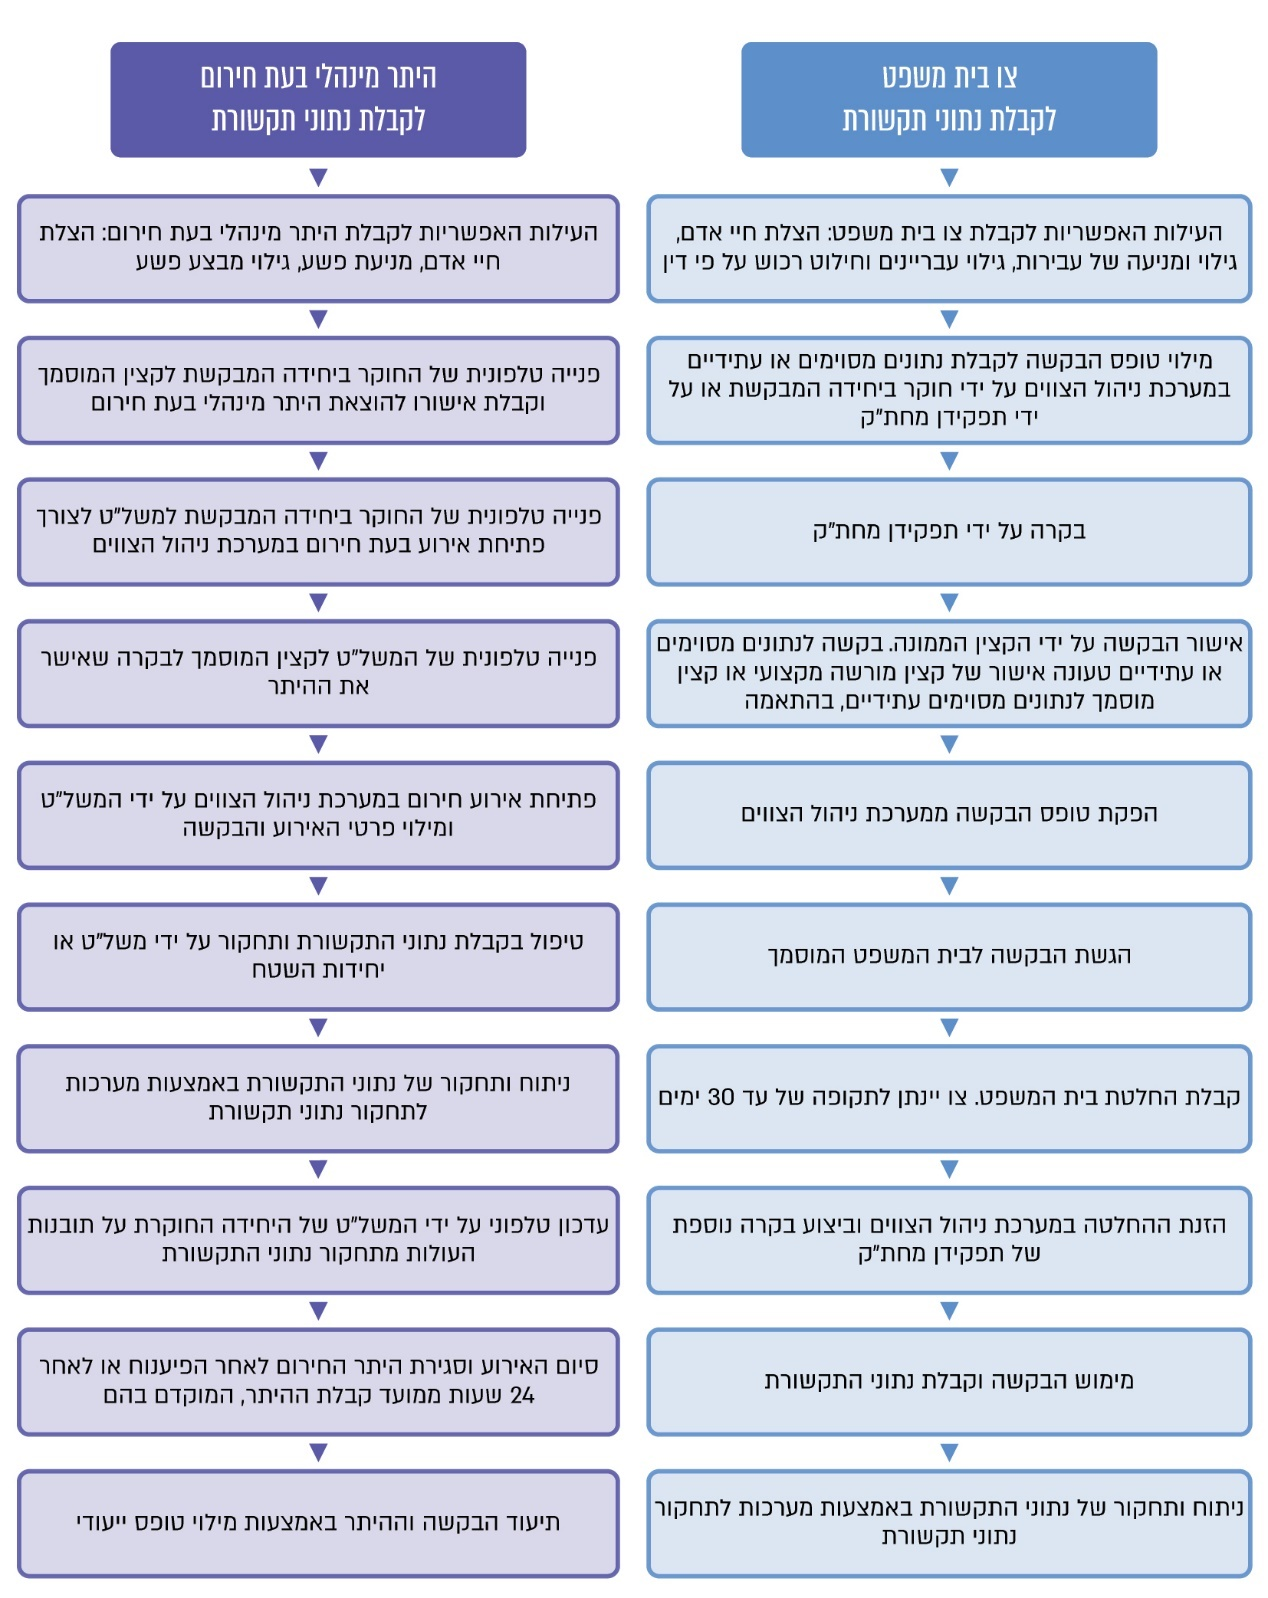 צו בית משפט
לקבלת נתוני תקשורת
העילות האפשריות לקבלת צו בית משפט: הצלת חיי אדם,
גילוי ומניעה של עבירות, גילוי עבריינים וחילוט רכוש על פי דין
מילוי טופס הבקשה לקבלת נתונים מסוימים או עתידיים
במערכת ניהול הצווים על ידי חוקר ביחידה המבקשת או על
ידי תפקידן מחת"ק
בקרה על ידי תפקידן מחת"ק
אישור הבקשה על ידי הקצין הממונה. בקשה לנתונים מסוימים
או עתידיים טעונה אישור של קצין מורשה מקצועי או קצין
מוסמך לנתונים מסוימים עתידיים, בהתאמה
הפקת טופס הבקשה ממערכת ניהול הצווים
הגשת הבקשה לבית המשפט המוסמך
קבלת החלטת בית המשפט. צו יינתן לתקופה של עד 30 ימים
הזנת ההחלטה במערכת ניהול הצווים וביצוע בקרה נוספת
של תפקידן מחת"ק
מימוש הבקשה וקבלת נתוני התקשורת
ניתוח ותחקור של נתוני התקשורת באמצעות מערכות לתחקור
נתוני תקשורת
היתר מינהלי בעת חירום
לקבלת נתוני תקשורת
העילות האפשריות לקבלת היתר מינהלי בעת חירום: הצלת
חיי אדם, מניעת פשע, גילוי מבצע פשע
פנייה טלפונית של החוקר ביחידה המבקשת לקצין המוסמך
וקבלת אישורו להוצאת היתר מינהלי בעת חירום
פנייה טלפונית של החוקר ביחידה המבקשת למשל"ט לצורך
פתיחת אירוע בעת חירום במערכת ניהול הצווים
פנייה טלפונית של המשל"ט לקצין המוסמך לבקרה שאישר
את ההיתר
פתיחת אירוע חירום במערכת ניהול הצווים על ידי המשל"ט
ומילוי פרטי האירוע והבקשה
טיפול בקבלת נתוני התקשורת ותחקור על ידי משל"ט או
יחידות השטח
ניתוח ותחקור של נתוני התקשורת באמצעות מערכות
לתחקור נתוני תקשורת
עדכון טלפוני על ידי המשל"ט של היחידה החוקרת על תובנות
העולות מתחקור נתוני התקשורת
סיום האירוע וסגירת היתר החירום לאחר הפיענוח או לאחר
24 שעות ממועד קבלת ההיתר, המוקדם בהם
תיעוד הבקשה וההיתר באמצעות מילוי טופס ייעודי